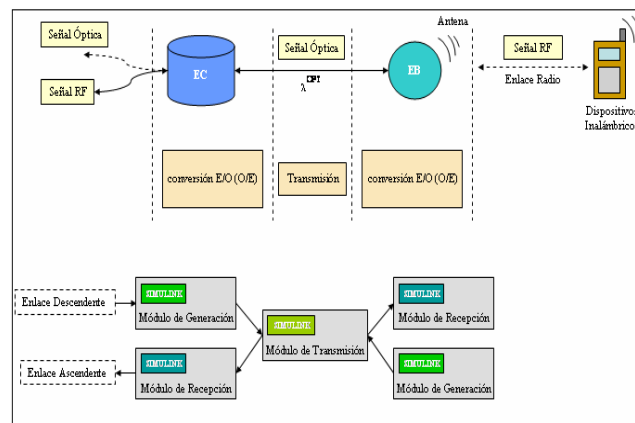 Antena
Señal Óptica
Señal Óptica
Señal RF
EC
EB
Señal RF
λ OPT
Enlace Radio
Dispositivos
Inalámbricos
conversión E/O (O/E)
Transmisión
conversión E/O (O/E)
Enlace Descendente
SIMULINK
Módulo de Generación
SIMULINK
Módulo de Recepción
SIMULINK
Módulo de Transmisión
Enlace Ascendente
SIMULINK
Módulo de Recepción
SIMULINK
Módulo de Generación